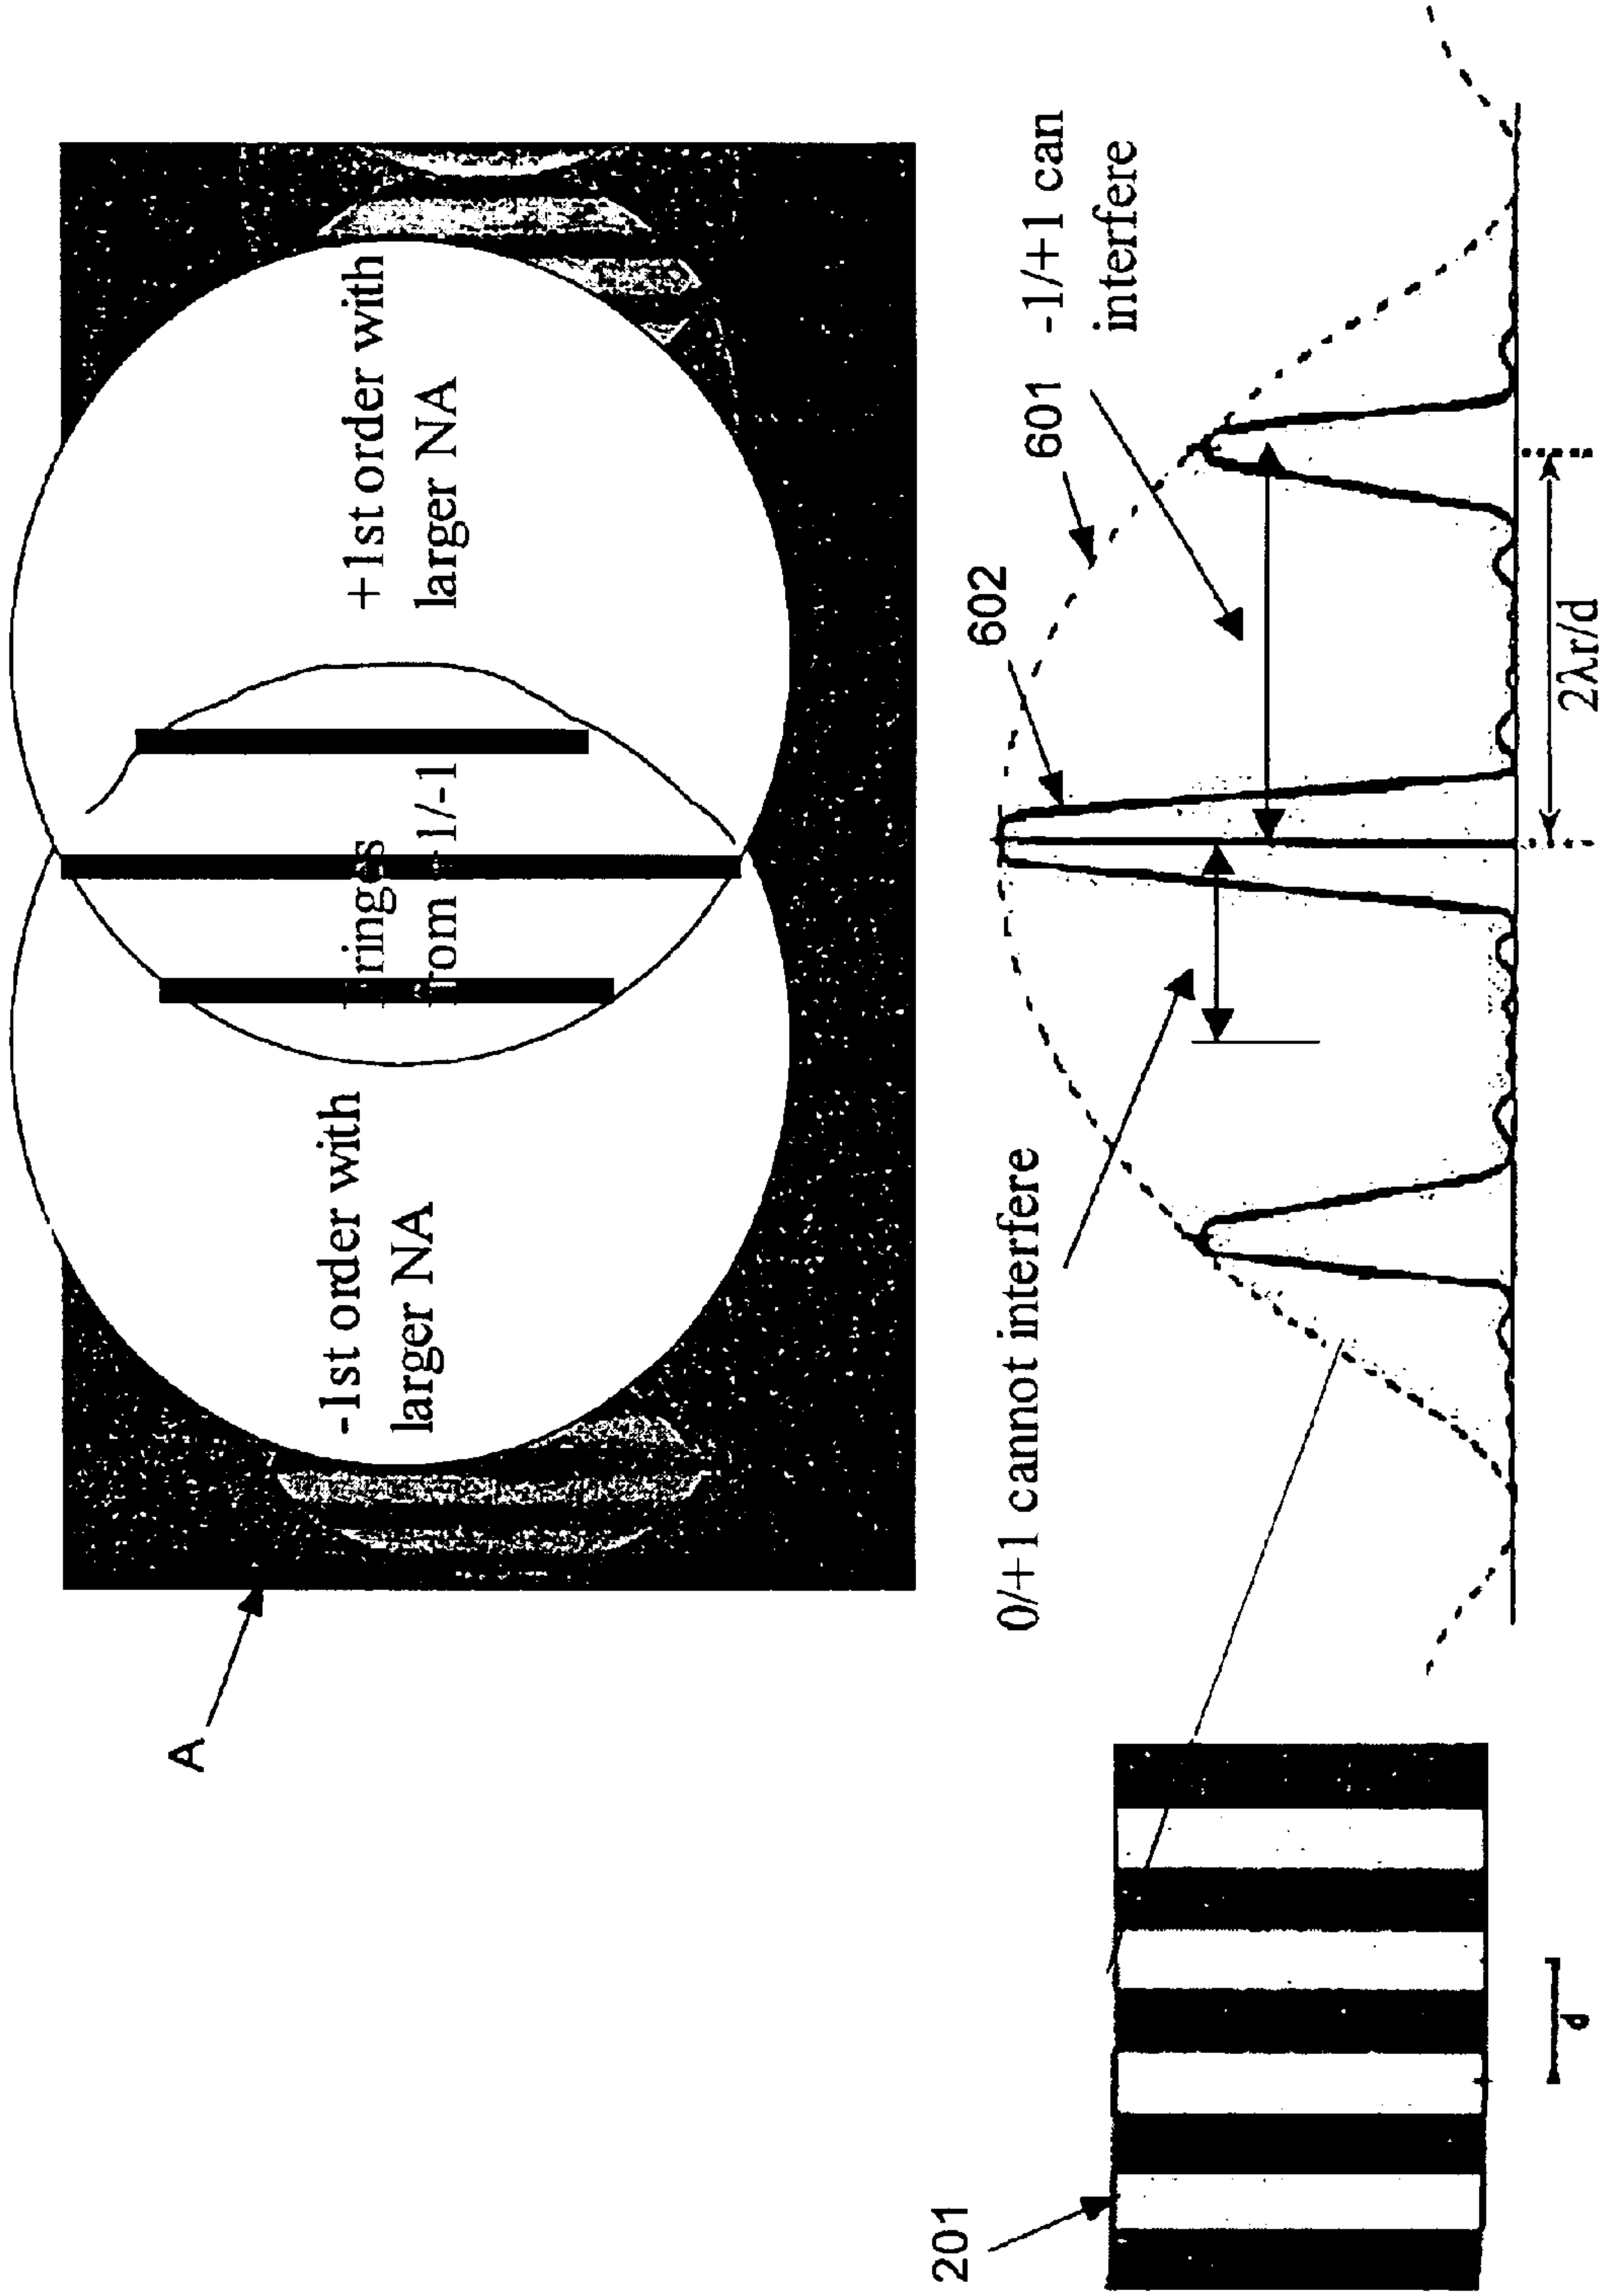 A
-1st order with
larger NA
+1st order with
larger NA
from +1/-1
201
d
0/+1 cannot interfere
602
601
-1/+1 can
interfere
2λr/d